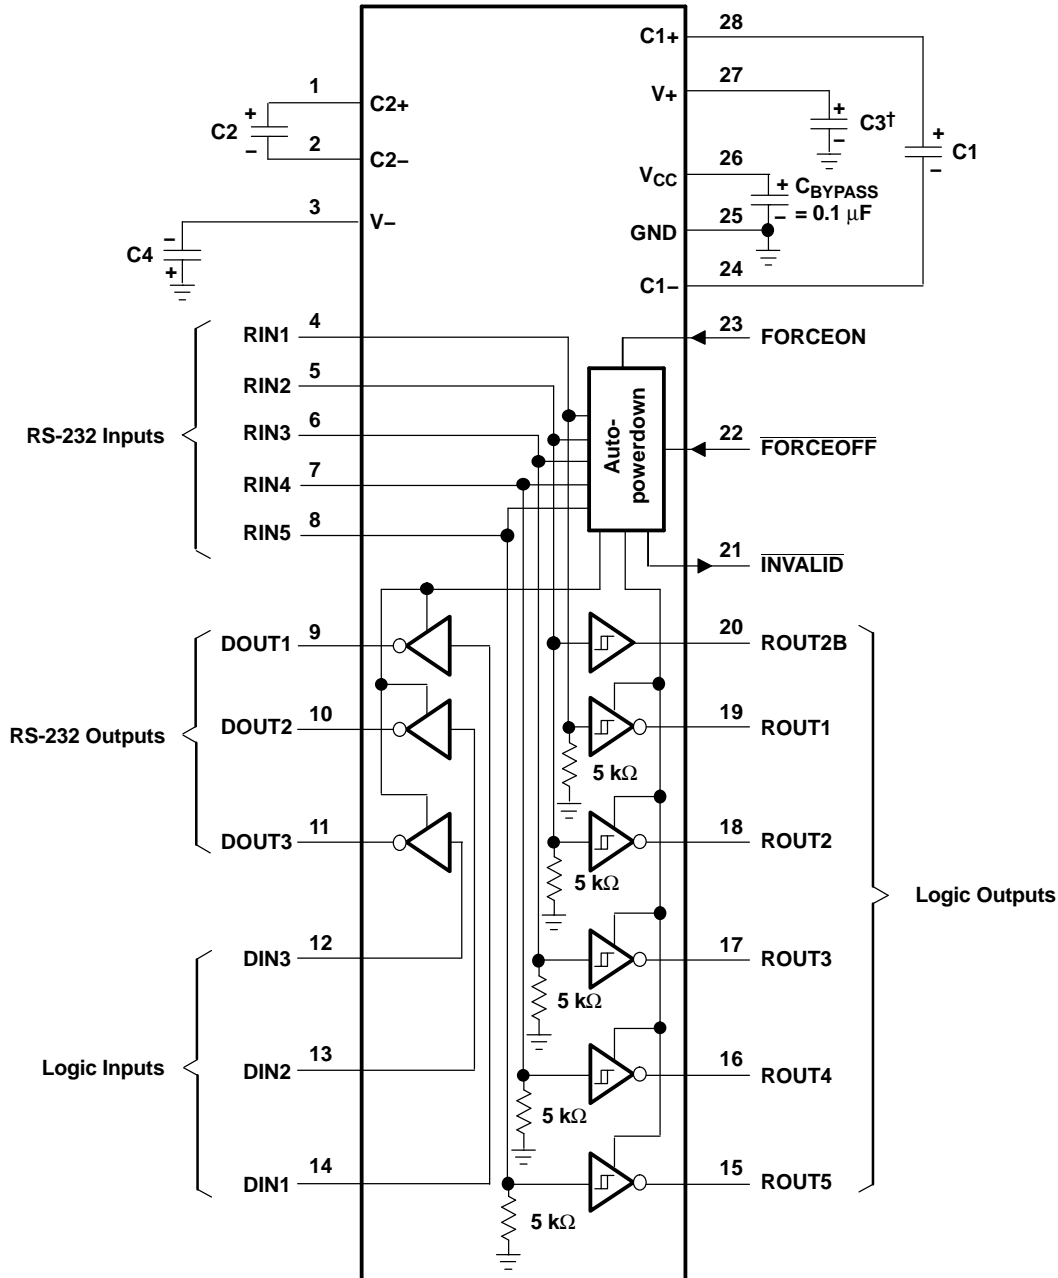 28
C1+
27
V+
C3†
+
−
+
C1
−
1
C2+
+
C2
−
2
C2−
26
VCC
+ CBYPASS
− = 0.1 μF
25
GND
24
C1−
3
V−
−
C4
+
RS-232 Inputs
RIN1 4
RIN2 5
RIN3 6
RIN4 7
RIN5 8
Auto-
powerdown
23 FORCEON
22 FORCEOFF
21 INVALID
RS-232 Outputs
DOUT1 9
DOUT2 10
DOUT3 11
Logic Inputs
DIN3 12
DIN2 13
DIN1 14
20 ROUT2B
19 ROUT1
5 kΩ
18 ROUT2
5 kΩ
17 ROUT3
5 kΩ
16 ROUT4
5 kΩ
15 ROUT5
5 kΩ
Logic Outputs